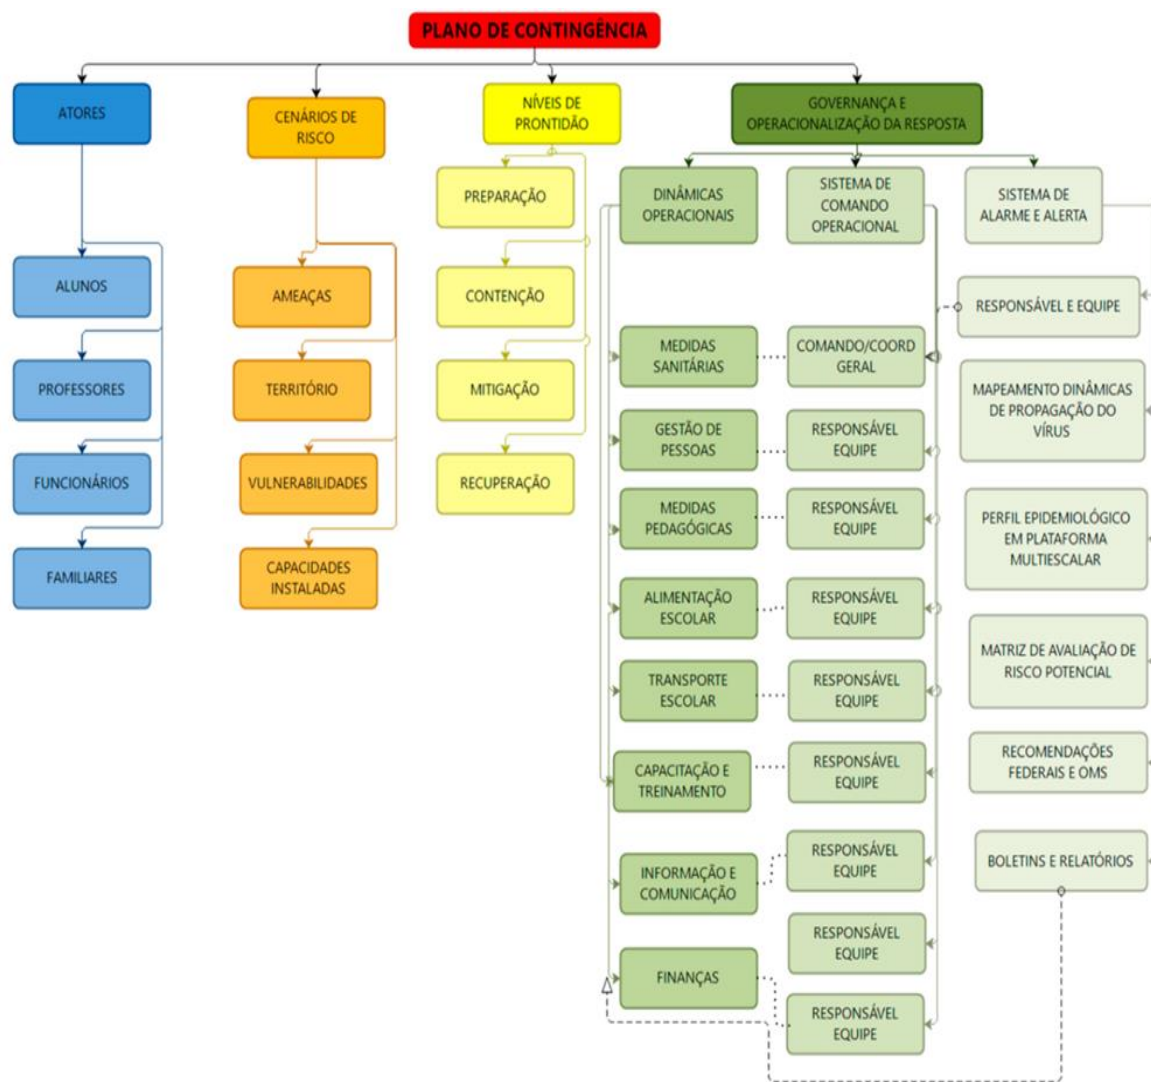 PLANO DE CONTINGÊNCIA
ATORES
CENÁRIOS DE
RISCO
NÍVEIS DE
PRONTIDÃO
GOVERNANÇA E
OPERACIONALIZAÇÃO DA RESPOSTA
ALUNOS
PROFESSORES
FUNCIONÁRIOS
FAMILIARES
AMEAÇAS
TERRITÓRIO
VULNERABILIDADES
CAPACIDADES
INSTALADAS
PREPARAÇÃO
CONTENÇÃO
MITIGAÇÃO
RECUPERAÇÃO
DINÂMICAS
OPERACIONAIS
MEDIDAS
SANITÁRIAS
GESTÃO DE
PESSOAS
MEDIDAS
PEDAGÓGICAS
ALIMENTAÇÃO
ESCOLAR
TRANSPORTE
ESCOLAR
CAPACITAÇÃO E
TREINAMENTO
INFORMAÇÃO E
COMUNICAÇÃO
FINANÇAS
SISTEMA DE
COMANDO
OPERACIONAL
COMANDO/COORD
GERAL
RESPONSÁVEL
EQUIPE
RESPONSÁVEL
EQUIPE
RESPONSÁVEL
EQUIPE
RESPONSÁVEL
EQUIPE
RESPONSÁVEL
EQUIPE
RESPONSÁVEL
EQUIPE
RESPONSÁVEL
EQUIPE
RESPONSÁVEL
EQUIPE
SISTEMA DE
ALARME E ALERTA
RESPONSÁVEL E EQUIPE
MAPEAMENTO DINÂMICAS
DE PROPAGAÇÃO DO
VÍRUS
PERFIL EPIDEMIOLÓGICO
EM PLATAFORMA
MULTIESCALAR
MATRIZ DE AVALIAÇÃO DE
RISCO POTENCIAL
RECOMENDAÇÕES
FEDERAIS E OMS
BOLETINS E RELATÓRIOS